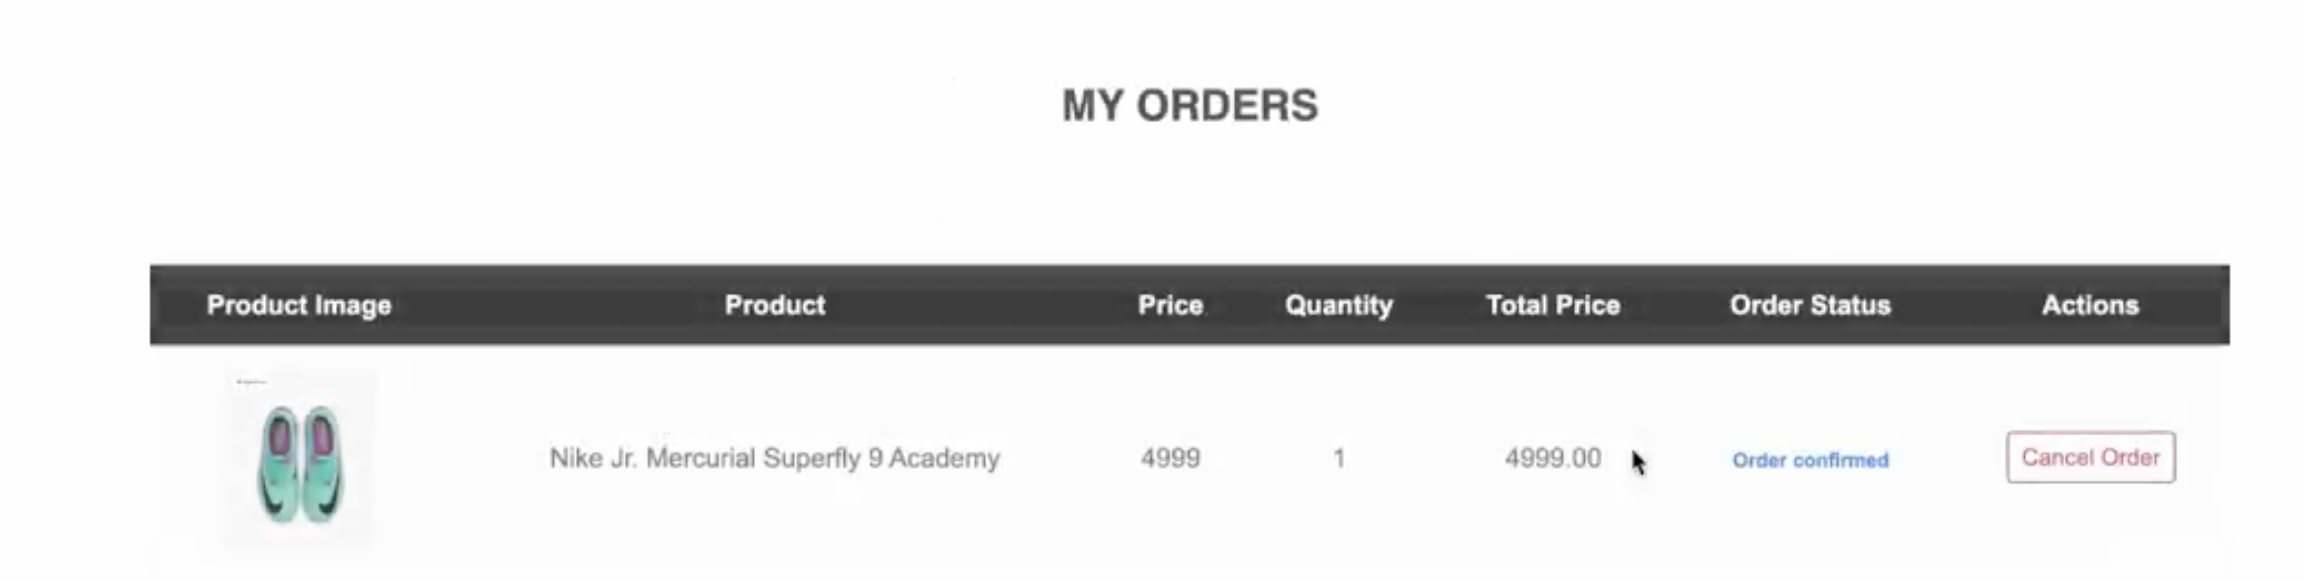 MY ORDERS
Product Image Product Price Quantity Total Price Order Status Actions
Nike Jr. Mercurial Superfly 9 Academy 4999 1 4999.00 Order confirmed Cancel Order